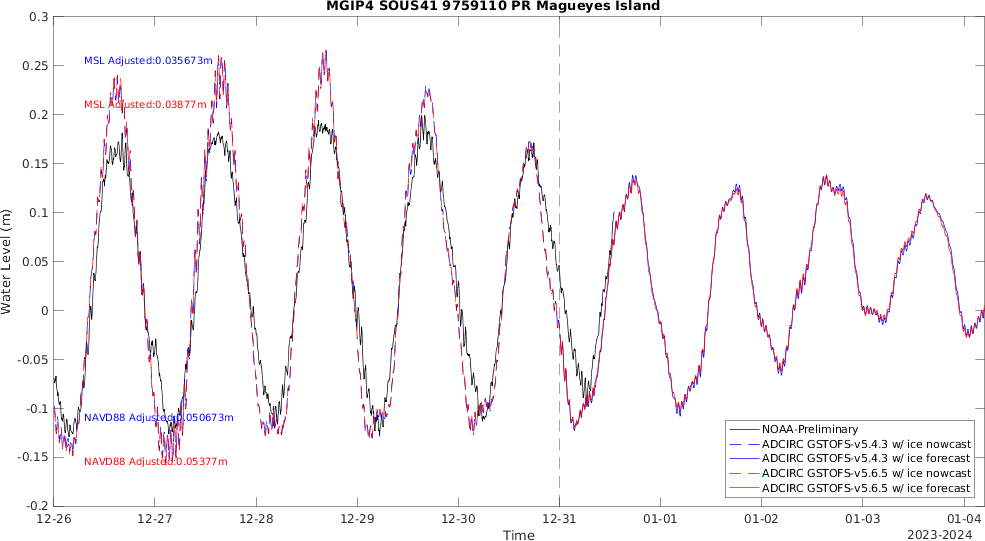 MGIP4 SOUS41 9759110 PR Magueyes Island
Water Level (m)
0.3
0.25
0.2
0.15
0.1
0.05
0
-0.05
-0.1
-0.15
-0.2
MSL Adjusted:0.035673m
MSL Adjusted:0.03877m
NAVD88 Adjusted:0.050673m
NAVD88 Adjusted:0.05377m
NOAA-Preliminary
ADCIRC GSTOFS-v5.4.3 w/ ice nowcast
ADCIRC GSTOFS-v5.4.3 w/ ice forecast
ADCIRC GSTOFS-v5.6.5 w/ ice nowcast
ADCIRC GSTOFS-v5.6.5 w/ ice forecast
12-26 12-27 12-28 12-29 12-30 12-31 01-01 01-02 01-03 01-04
Time
2023-2024